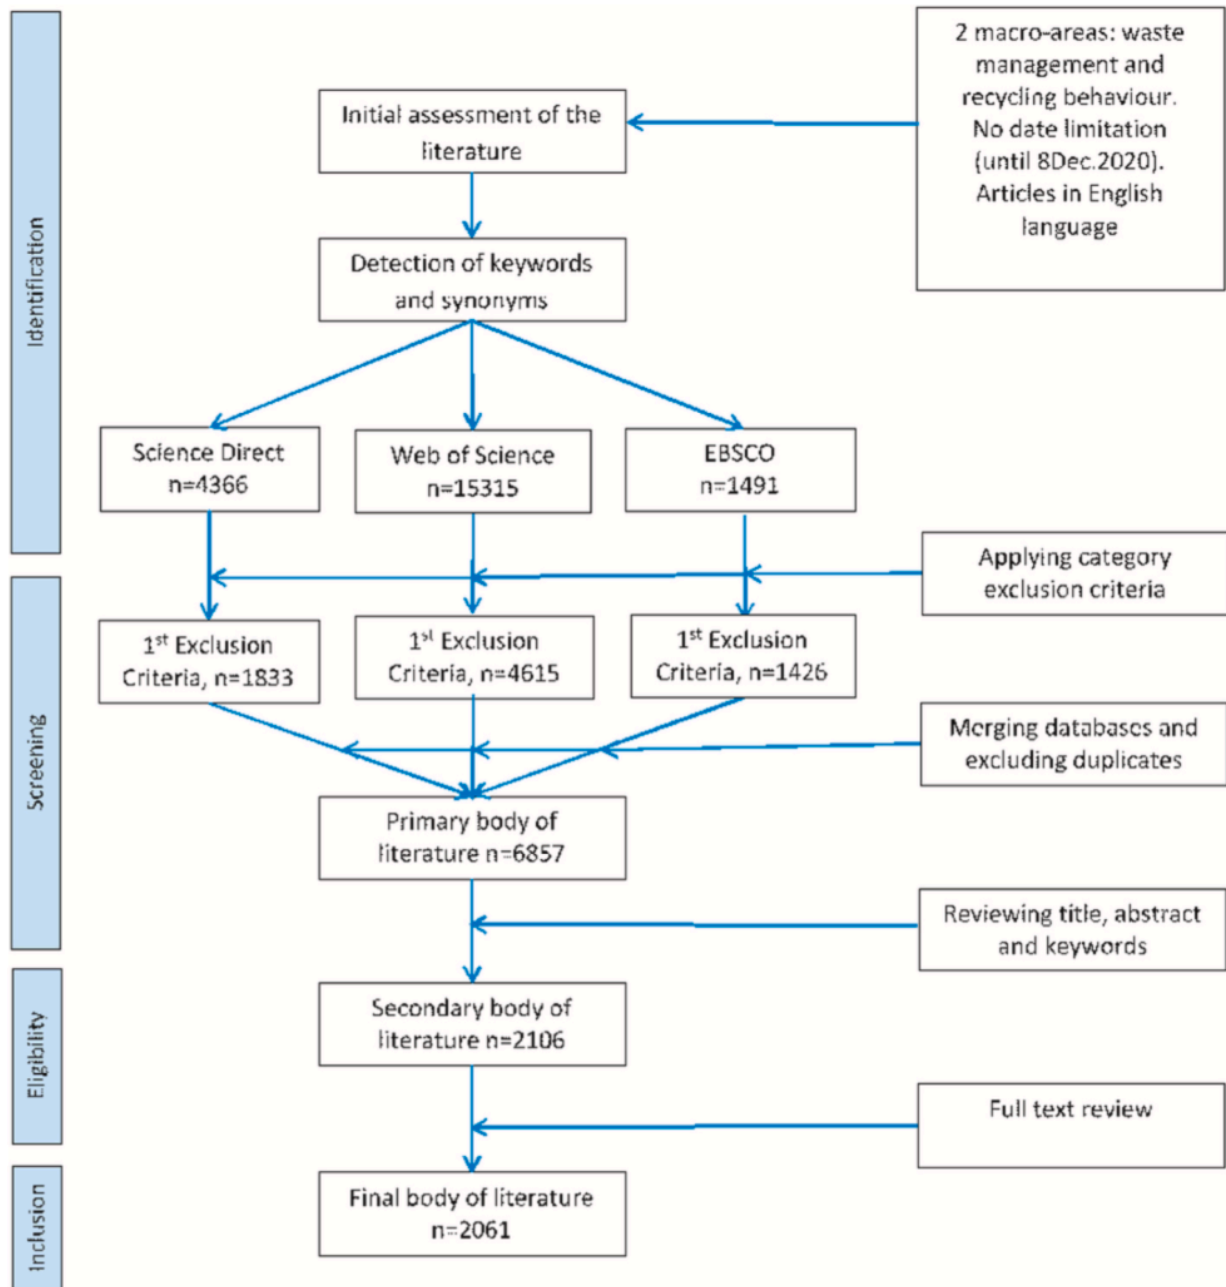 Identification
2 macro-areas: waste
management and
recycling behaviour.
No date limitation
(until 8Dec.2020).
Articles in English
language
Initial assessment of the
literature
Detection of keywords
and synonyms
Science Direct
n=4366
Web of Science
n=15315
EBSCO
n=1491
Applying category
exclusion criteria
Screening
1st Exclusion
Criteria, n=1833
1st Exclusion
Criteria, n=4615
1st Exclusion
Criteria, n=1426
Merging databases and
excluding duplicates
Primary body of
literature n=6857
Reviewing title, abstract
and keywords
Eligibility
Secondary body of
literature n=2106
Full text review
Inclusion
Final body of literature
n=2061